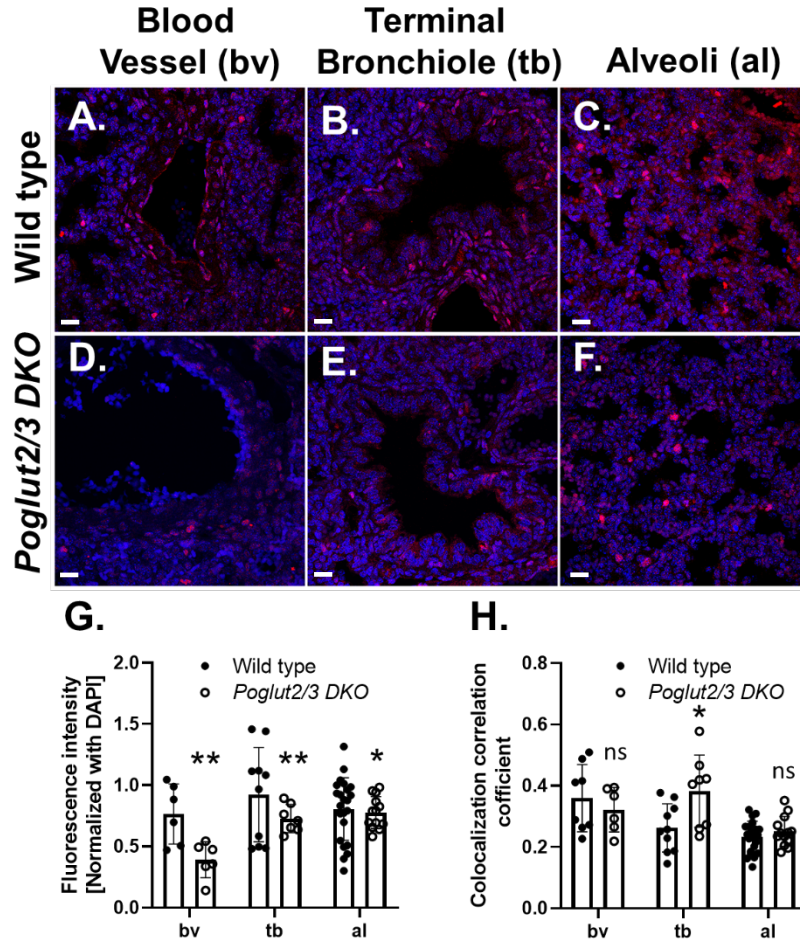 Blood Vessel (bv)
Terminal Bronchiole (tb)
Alveoli (al)
Wild type
A.
B.
C.
Poglut2/3 DKO
D.
E.
F.
G.
Fluorescence intensity
[Normalized with DAPI]
2.0
1.5
1.0
0.5
0.0
Wild type
Poglut2/3 DKO
**
**
*
bv
tb
al
H.
Colocalization correlation
cofficient
0.8
0.6
0.4
0.2
0.0
Wild type
Poglut2/3 DKO
ns
*
ns
bv
tb
al